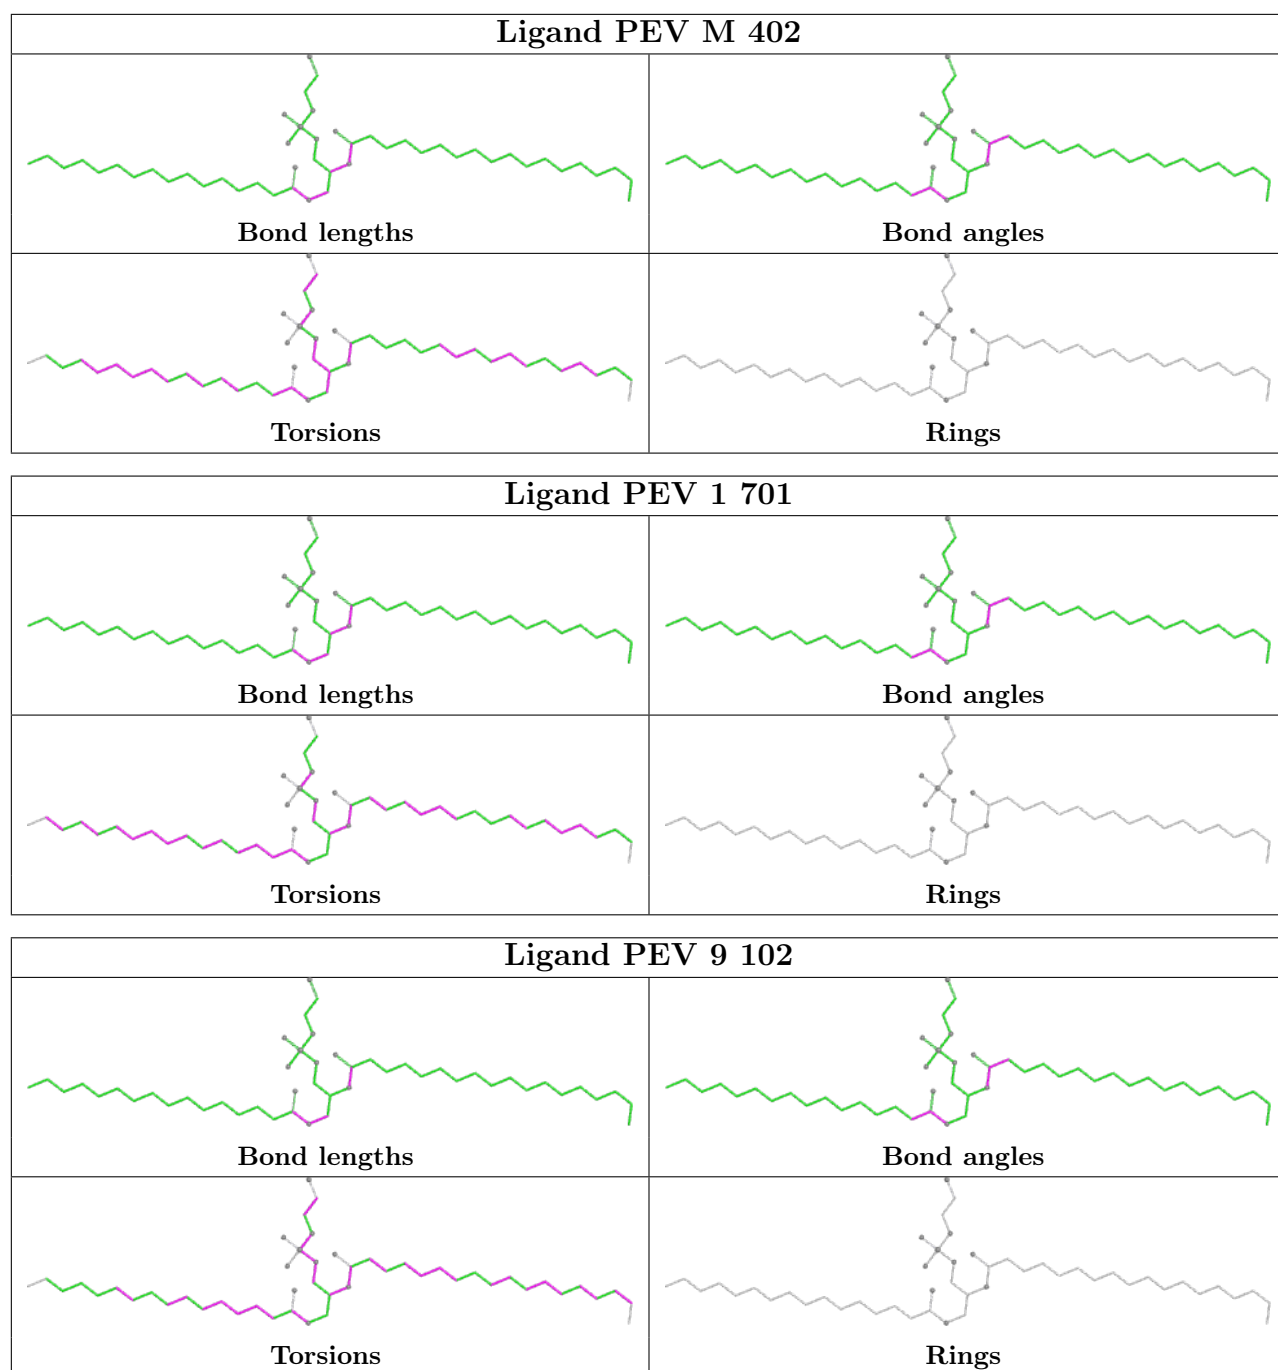 Ligand PEV M 402
Bond lengths
Bond angles
Torsions
Rings
Ligand PEV 1 701
Bond lengths
Bond angles
Torsions
Rings
Ligand PEV 9 102
Bond lengths
Bond angles
Torsions
Rings